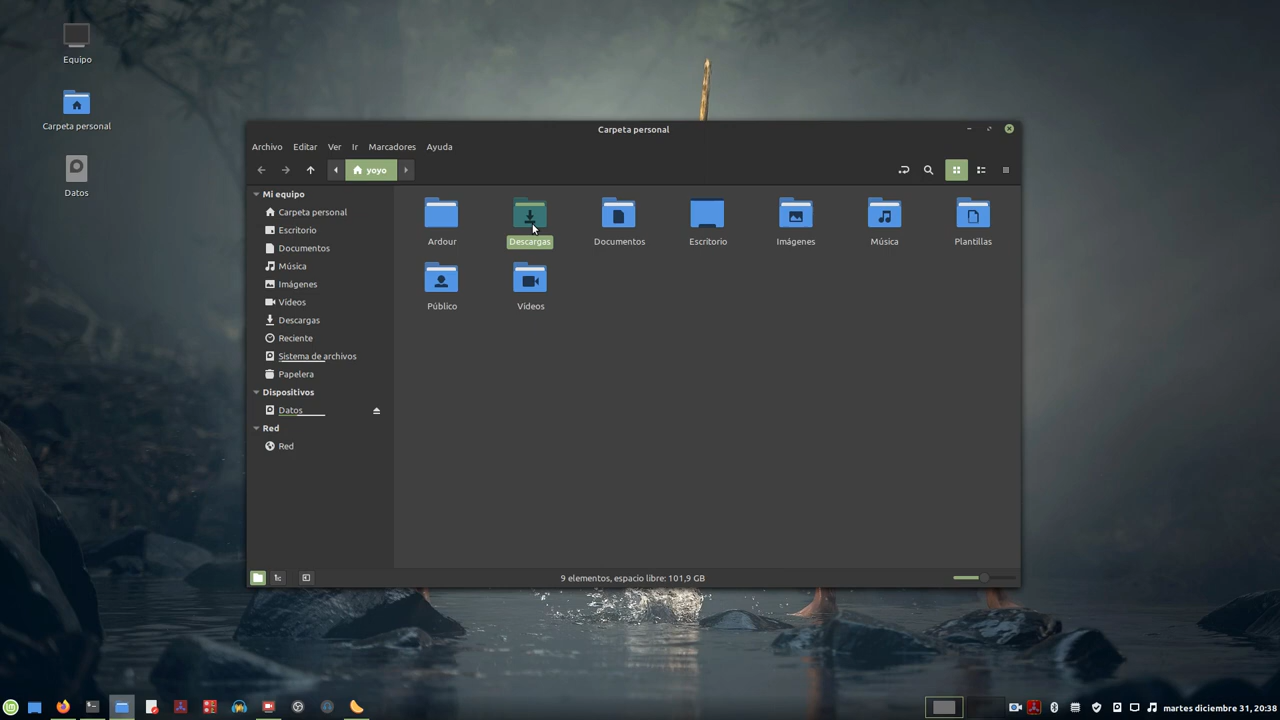 Equipo
Carpeta personal
Datos
Carpeta personal
Archivo Editar Ver Ir Marcadores Ayuda
yoyo
Mi equipo
Carpeta personal
Escritorio
Documentos
Música
Imágenes
Vídeos
Descargas
Reciente
Sistema de archivos
Papelera
Dispositivos
Datos
Red
Red
Ardour Descargas Documentos Escritorio Imágenes Música Plantillas
Público Vídeos
9 elementos, espacio libre: 101,9 GB
martes diciembre 31, 20:38